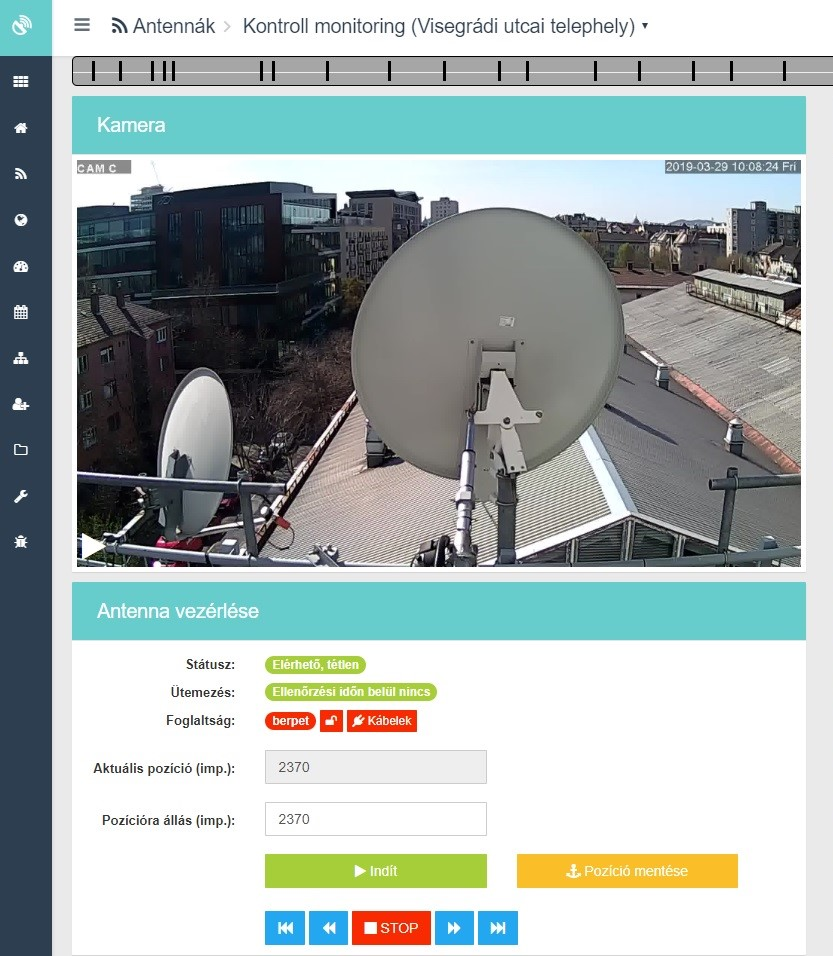 Antennák > Kontroll monitoring (Visegrádi utcai telephely)
Kamera
CAM C
2019-03-29 10:08:24 Fri
Antenna vezérlése
Státusz: Elérhető, tétlen
Ütemezés: Ellenőrzési időn belül nincs
Foglaltság: berpet Kábelek
Aktuális pozíció (imp.): 2370
Pozícióra állás (imp.): 2370
Indít Pozíció mentése
STOP